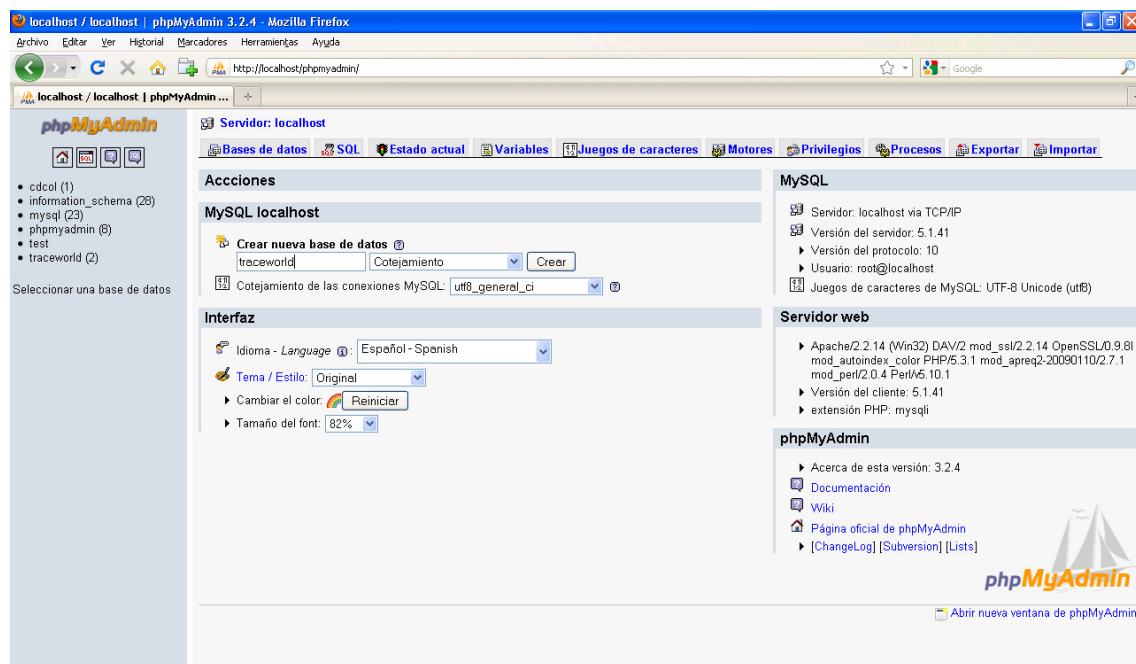 localhost / localhost | phpMyAdmin 3.2.4 - Mozilla Firefox
Archivo Editar Ver Historial Marcadores Herramientas Ayuda
http://localhost/phpmyadmin/
Google
localhost / localhost | phpMyAdmin ...
phpMyAdmin
SQL
cdcol (1)
information_schema (28)
mysql (23)
phpmyadmin (8)
test
traceworld (2)
Seleccionar una base de datos
Servidor: localhost
Bases de datos SQL Estado actual Variables Juegos de caracteres Motores Privilegios Procesos Exportar Importar
Accciones
MySQL localhost
Crear nueva base de datos
traceworld Cotejamiento Crear
Cotejamiento de las conexiones MySQL: utf8_general_ci
Interfaz
Idioma - Language : Español - Spanish
Tema / Estilo: Original
Cambiar el color: Reiniciar
Tamaño del font: 82%
MySQL
Servidor: localhost via TCP/IP
Versión del servidor: 5.1.41
Versión del protocolo: 10
Usuario: root@localhost
Juegos de caracteres de MySQL: UTF-8 Unicode (utf8)
Servidor web
Apache/2.2.14 (Win32) DAV/2 mod_ssl/2.2.14 OpenSSL/0.9.8l
mod_autoindex_color PHP/5.3.1 mod_apreq2-20090110/2.7.1
mod_perl/2.0.4 Perl/v5.10.1
Versión del cliente: 5.1.41
extensión PHP: mysqli
phpMyAdmin
Acerca de esta versión: 3.2.4
Documentación
Wiki
Página oficial de phpMyAdmin
[ChangeLog] [Subversion] [Lists]
phpMyAdmin
Abrir nueva ventana de phpMyAdmin